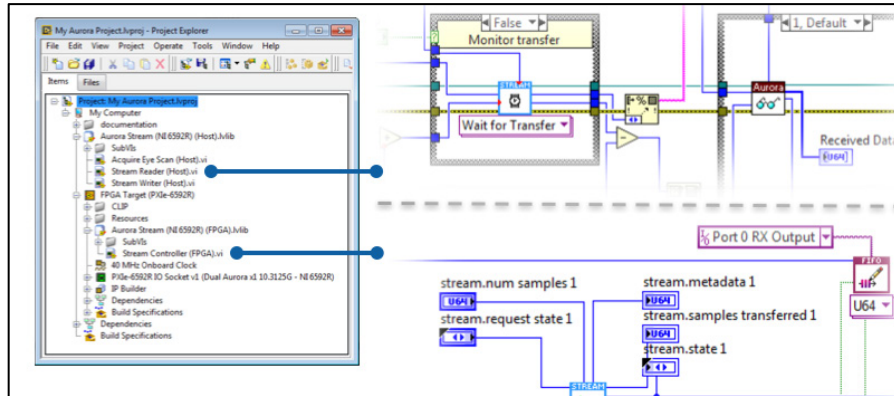 My Aurora Project.lvproj - Project Explorer
File Edit View Project Operate Tools Window Help
Items Files
Project: My Aurora Project.lvproj
My Computer
documentation
Aurora Stream (NI 6592R) (Host).lvlib
SubVIs
Acquire Eye Scan (Host).vi
Stream Reader (Host).vi
Stream Writer (Host).vi
FPGA Target (PXIe-6592R)
CLIP
Resources
Aurora Stream (NI 6592R) (FPGA).lvlib
SubVIs
Stream Controller (FPGA).vi
40 MHz Onboard Clock
PXIe-6592R IO Socket v1 (Dual Aurora x1 10.3125G - NI 6592R)
IP Builder
Dependencies
Build Specifications
Dependencies
Build Specifications
False
Monitor transfer
STREAM
Wait for Transfer
1, Default
Aurora
Received Data
[U64]
Port 0 RX Output
FIFO
U64
stream.num samples 1
U64
stream.request state 1
stream.metadata 1
U64
stream.samples transferred 1
U64
stream.state 1
STREAM